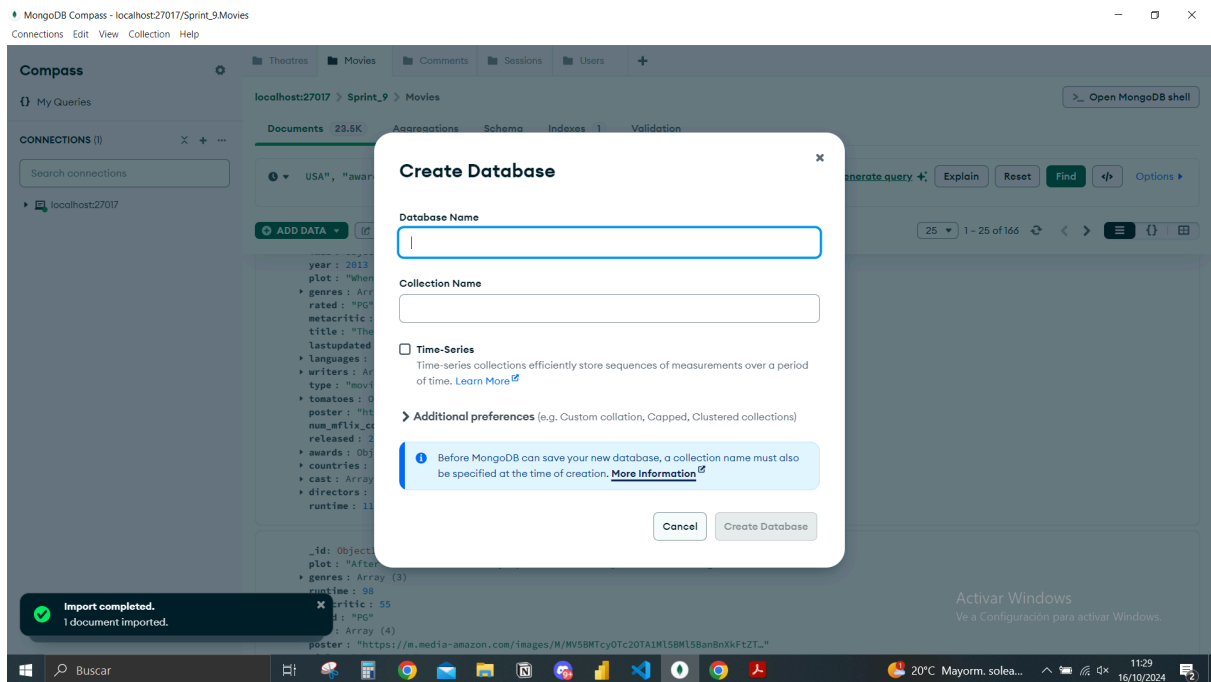 MongoDB Compass - localhost:27017/Sprint_9.Movies
Connections Edit View Collection Help
Compass
Theatres Movies Comments Sessions Users
My Queries
localhost:27017 > Sprint_9 > Movies
>_ Open MongoDB shell
CONNECTIONS (1)
Documents 23.5K Aggregations Schema Indexes 1 Validation
Search connections
USA", "awar
enerate query Explain Reset Find </> Options
localhost:27017
ADD DATA
25 1 – 25 of 166
year : 2013
plot : "When
genres : Arr
rated : "PG"
metacritic :
title : "The
lastupdated
languages :
writers : Ar
type : "movi
tomatoes : O
poster : "ht
num_mflix_co
released : 2
awards : Obj
countries :
cast : Array
directors :
runtime : 11
Create Database
Database Name
Collection Name
Time-Series
Time-series collections efficiently store sequences of measurements over a period
of time. Learn More
Additional preferences (e.g. Custom collation, Capped, Clustered collections)
Before MongoDB can save your new database, a collection name must also
be specified at the time of creation. More Information
Cancel Create Database
_id: Objecti
plot : "After
genres : Array (3)
runtime : 98
critic : 55
d : "PG"
: Array (4)
poster : "https://m.media-amazon.com/images/M/
Import completed.
1 document imported.
Activar Windows
Ve a Configuración para activar Windows.
Buscar
20°C Mayorm. solea...
11:29
16/10/2024
2